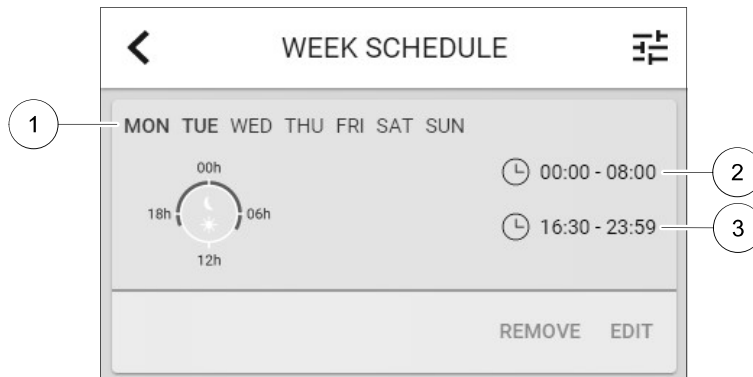 WEEK SCHEDULE
1
MON TUE WED THU FRI SAT SUN
00h
00:00 - 08:00
2
18h
06h
16:30 - 23:59
3
12h
REMOVE EDIT